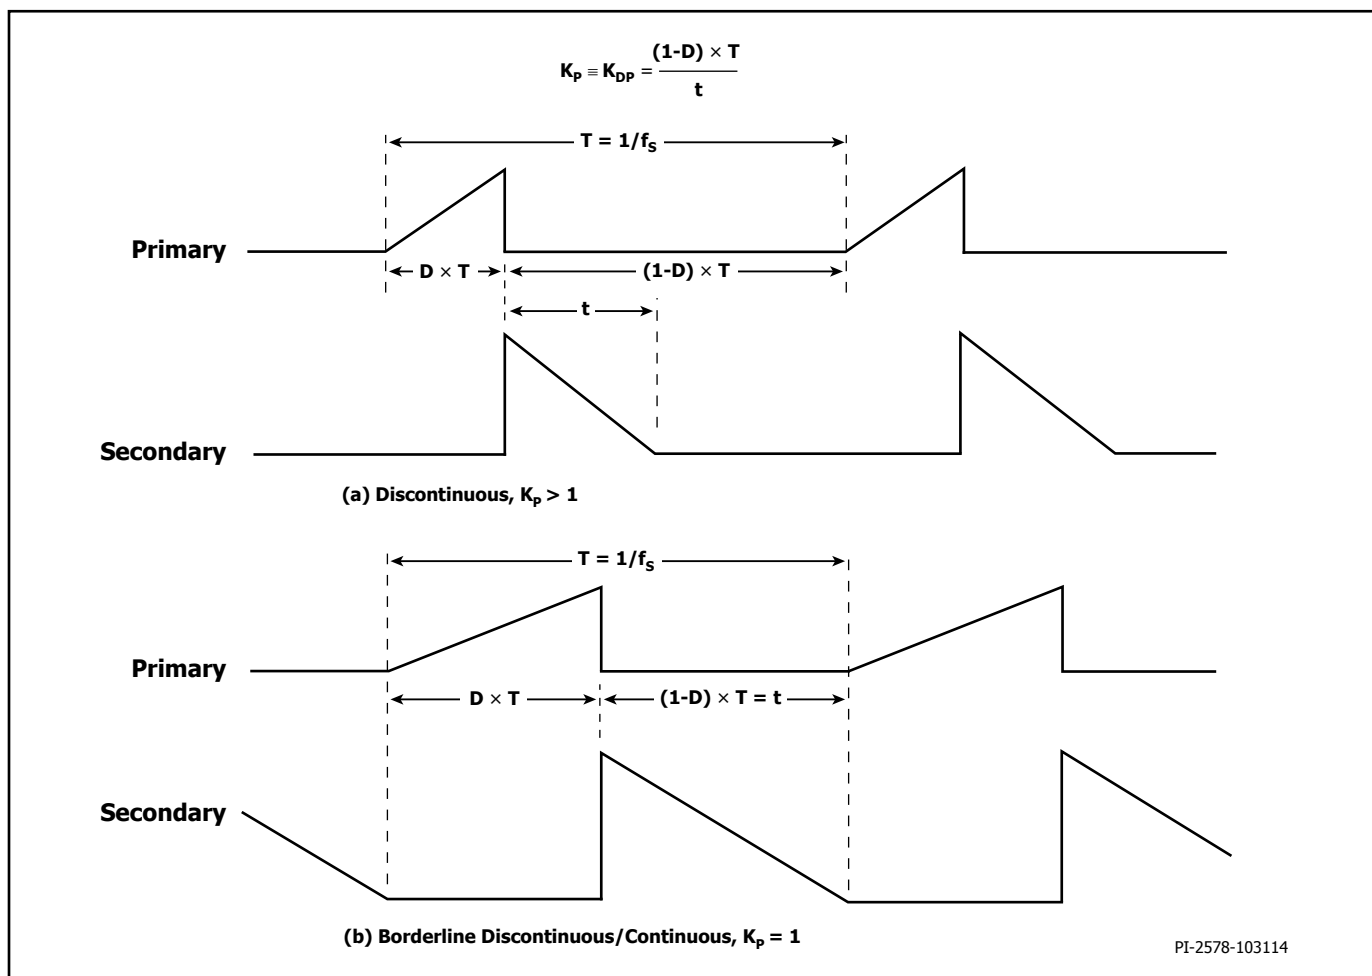 K_P ≡ K_DP = (1-D) × T / t
T = 1/f_S
Primary
D × T
(1-D) × T
t
Secondary
(a) Discontinuous, K_P > 1
T = 1/f_S
Primary
D × T
(1-D) × T = t
Secondary
(b) Borderline Discontinuous/Continuous, K_P = 1
PI-2578-103114